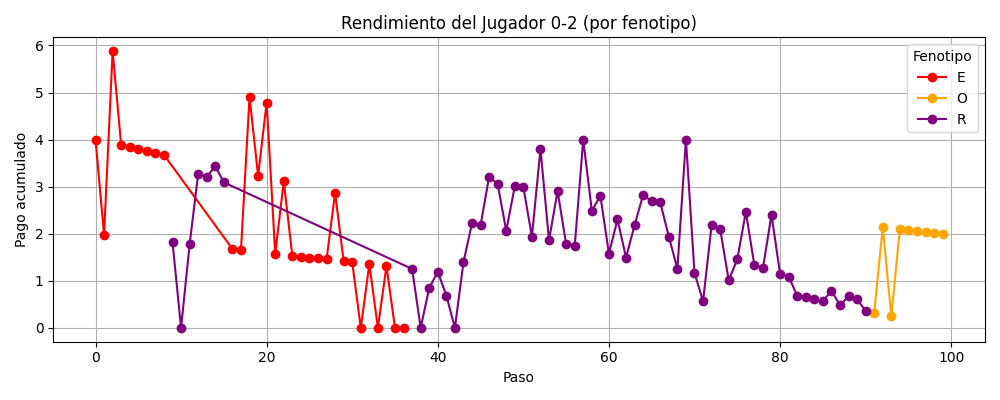 Rendimiento del Jugador 0-2 (por fenotipo)
Pago acumulado
6
5
4
3
2
1
0
Fenotipo
E
O
R
0 20 40 60 80 100
Paso